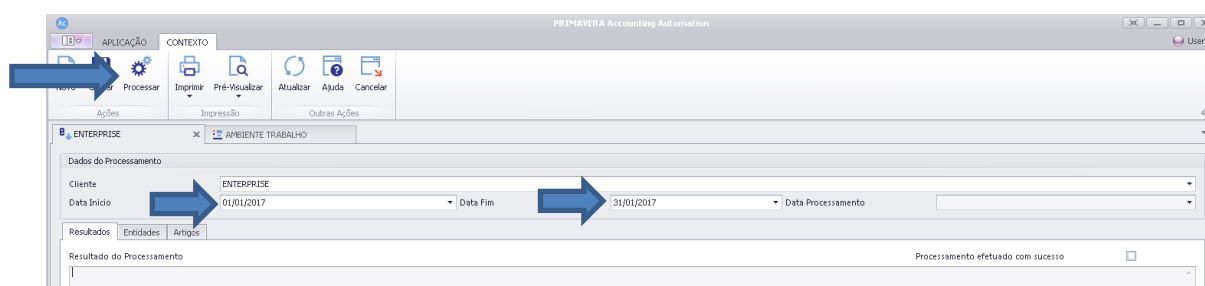 Ac PRIMAVERA Accounting Automation
APLICAÇÃO CONTEXTO User
Processar Imprimir Pré-Visualizar Atualizar Ajuda Cancelar
Ações Impressão Outras Ações
ENTERPRISE AMBIENTE TRABALHO
Dados do Processamento
Cliente ENTERPRISE
Data Inicio 01/01/2017 Data Fim 31/01/2017 Data Processamento
Resultados Entidades Artigos
Resultado do Processamento Processamento efetuado com sucesso